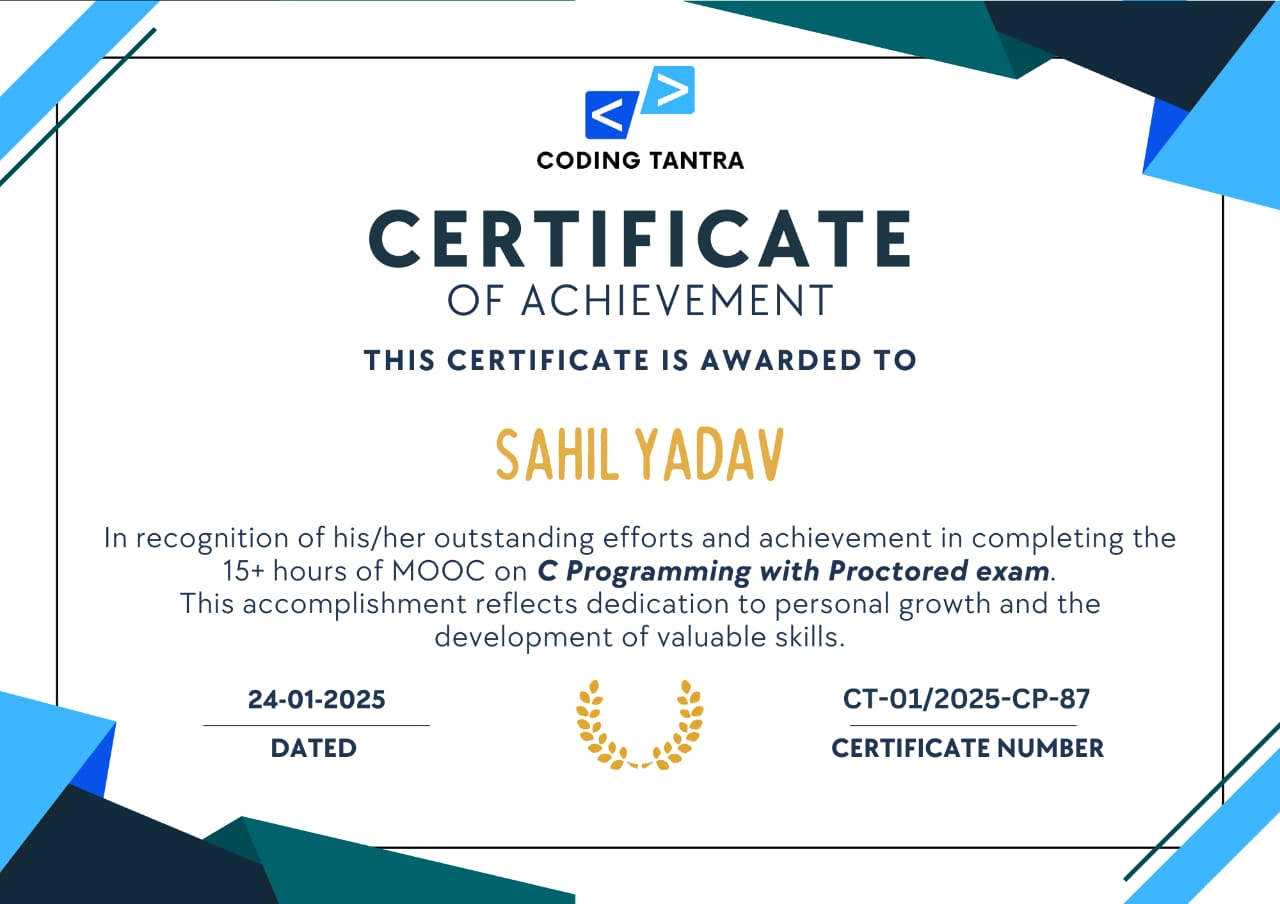 < >
CODING TANTRA
CERTIFICATE
OF ACHIEVEMENT
THIS CERTIFICATE IS AWARDED TO
SAHIL YADAV
In recognition of his/her outstanding efforts and achievement in completing the
15+ hours of MOOC on C Programming with Proctored exam.
This accomplishment reflects dedication to personal growth and the
development of valuable skills.
24-01-2025
DATED
CT-01/2025-CP-87
CERTIFICATE NUMBER